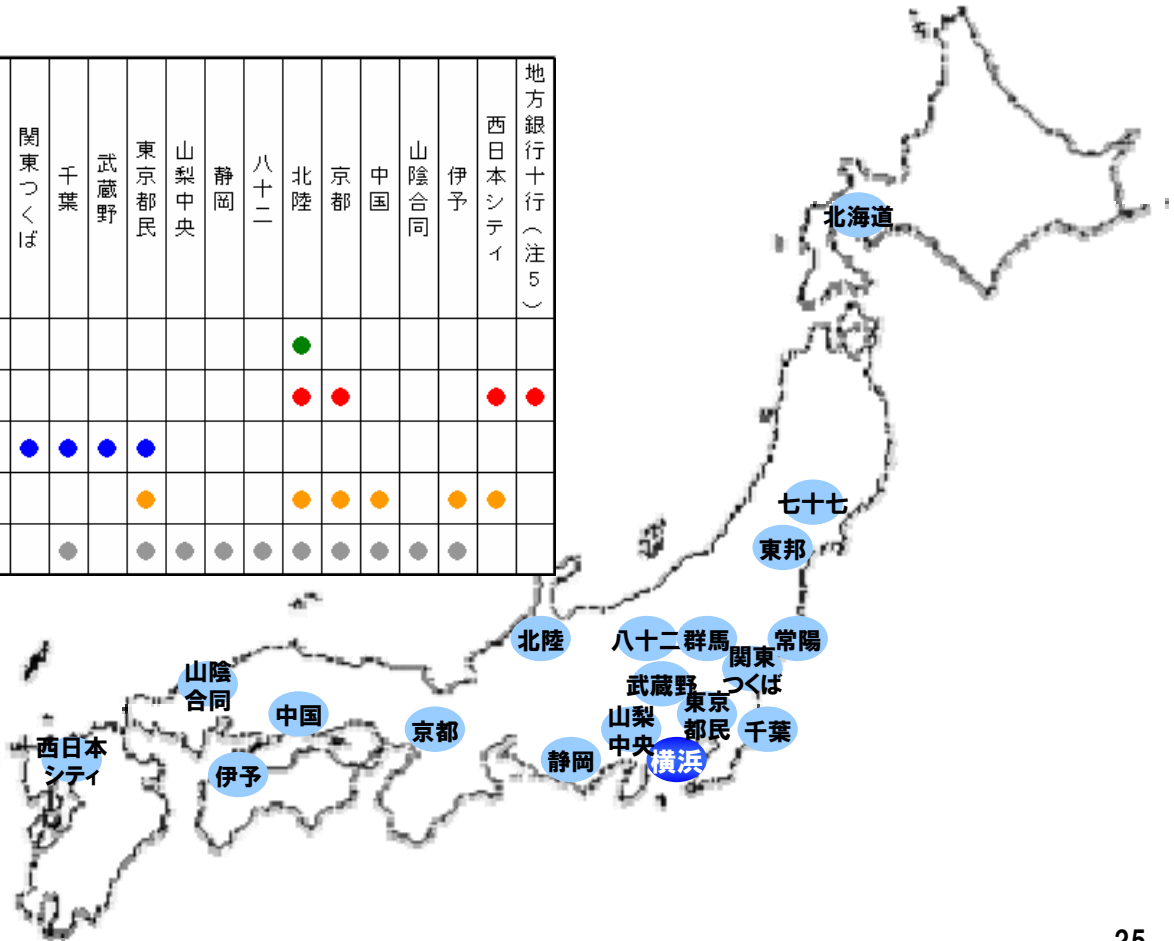 関東つくば
千葉
武蔵野
東京都民
山梨中央
静岡
八十二
北陸
京都
中国
山陰合同
伊予
西日本シティ
地方銀行十行(注5)
北海道
七十七
東邦
北陸
八十二
群馬
常陽
関東
つくば
武蔵野
東京
都民
山梨
中央
千葉
横浜
静岡
京都
中国
山陰
合同
伊予
西日本
シティ
25